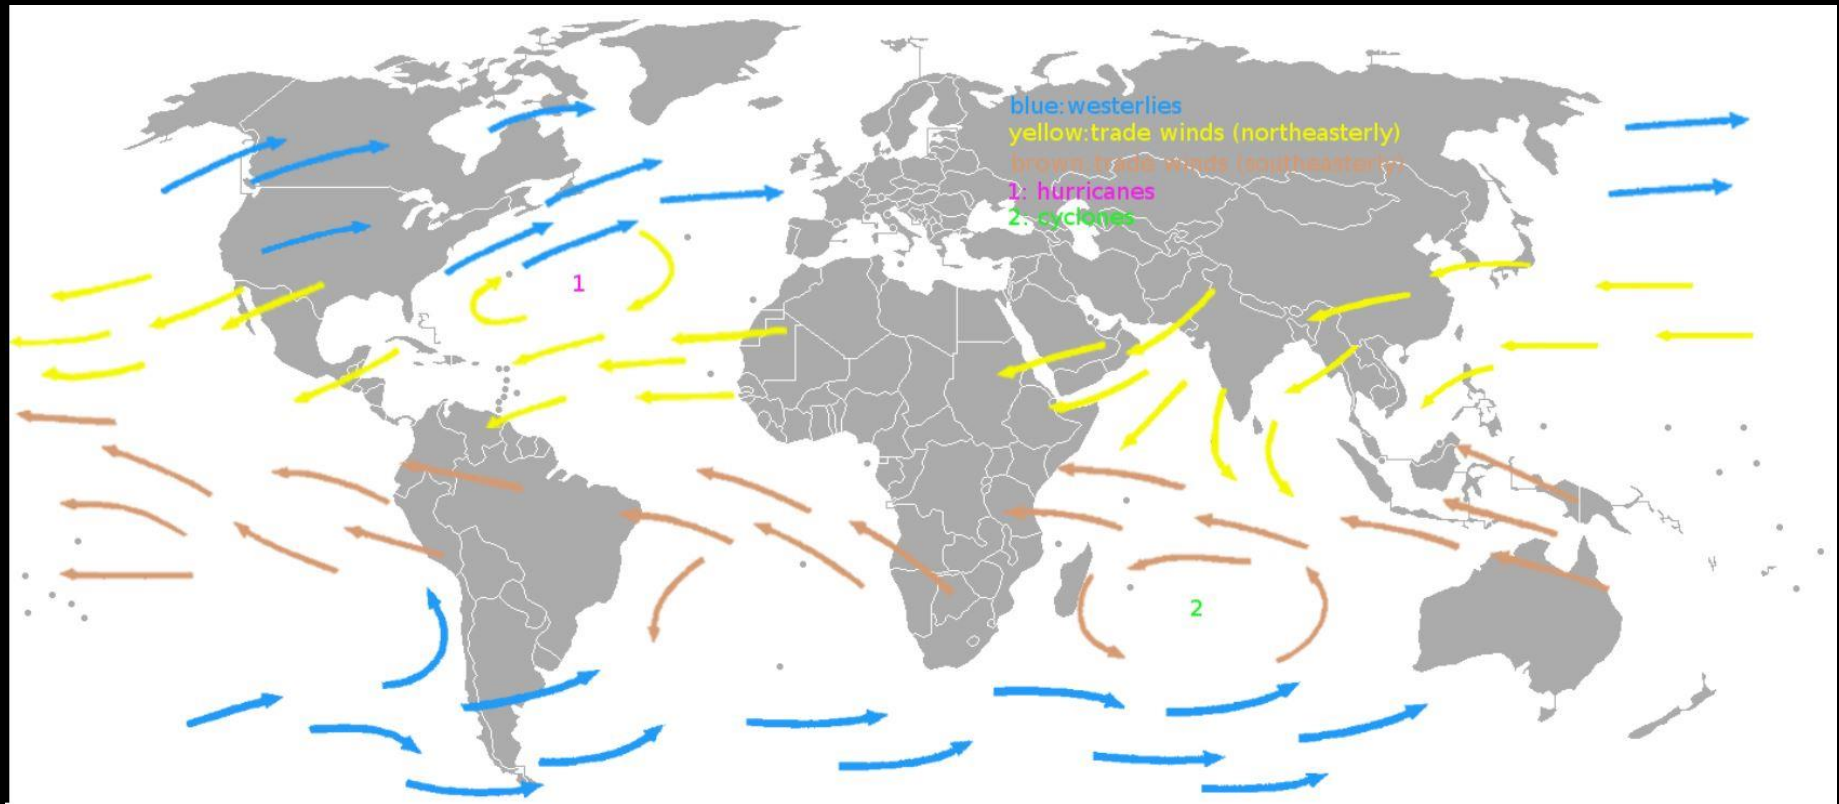 blue:westerlies
yellow:trade winds (northeasterly)
brown:trade winds (southeasterly)
1: hurricanes
2: cyclones
1
2